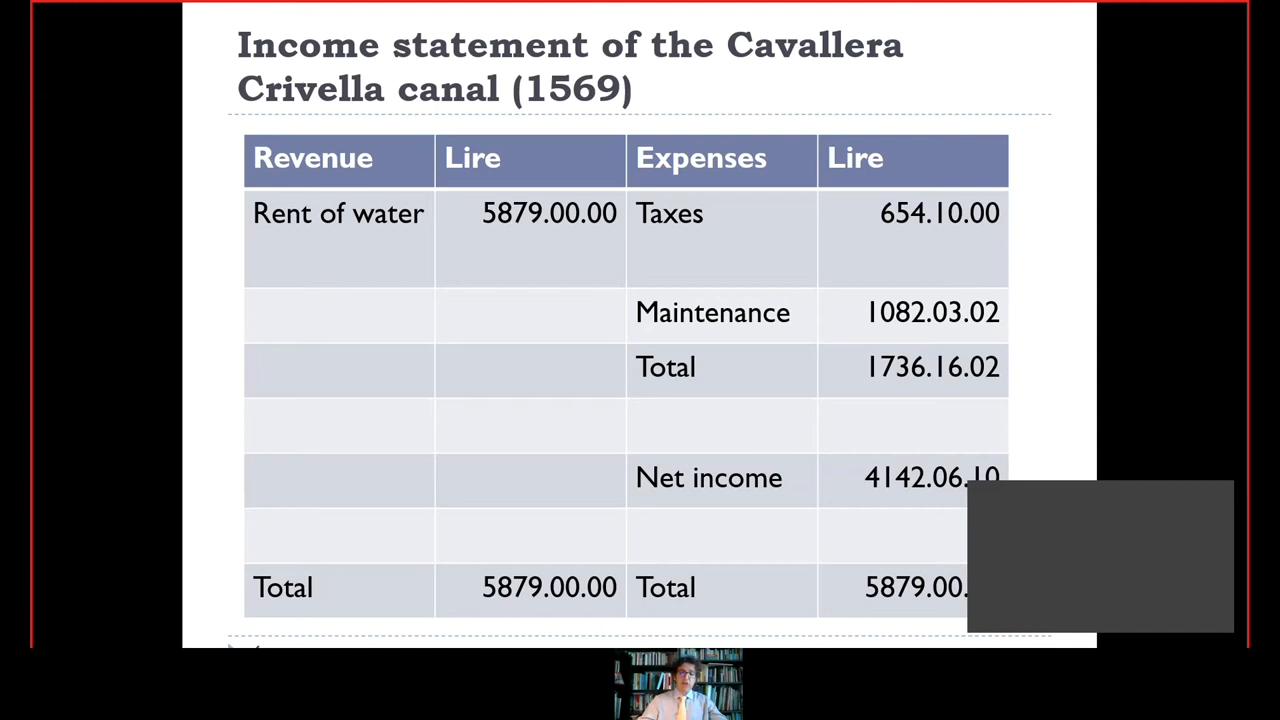 Income statement of the Cavallera
Crivella canal (1569)
Revenue Lire Expenses Lire
Rent of water 5879.00.00 Taxes 654.10.00
Maintenance 1082.03.02
Total 1736.16.02
Net income 4142.06.10
Total 5879.00.00 Total 5879.00.